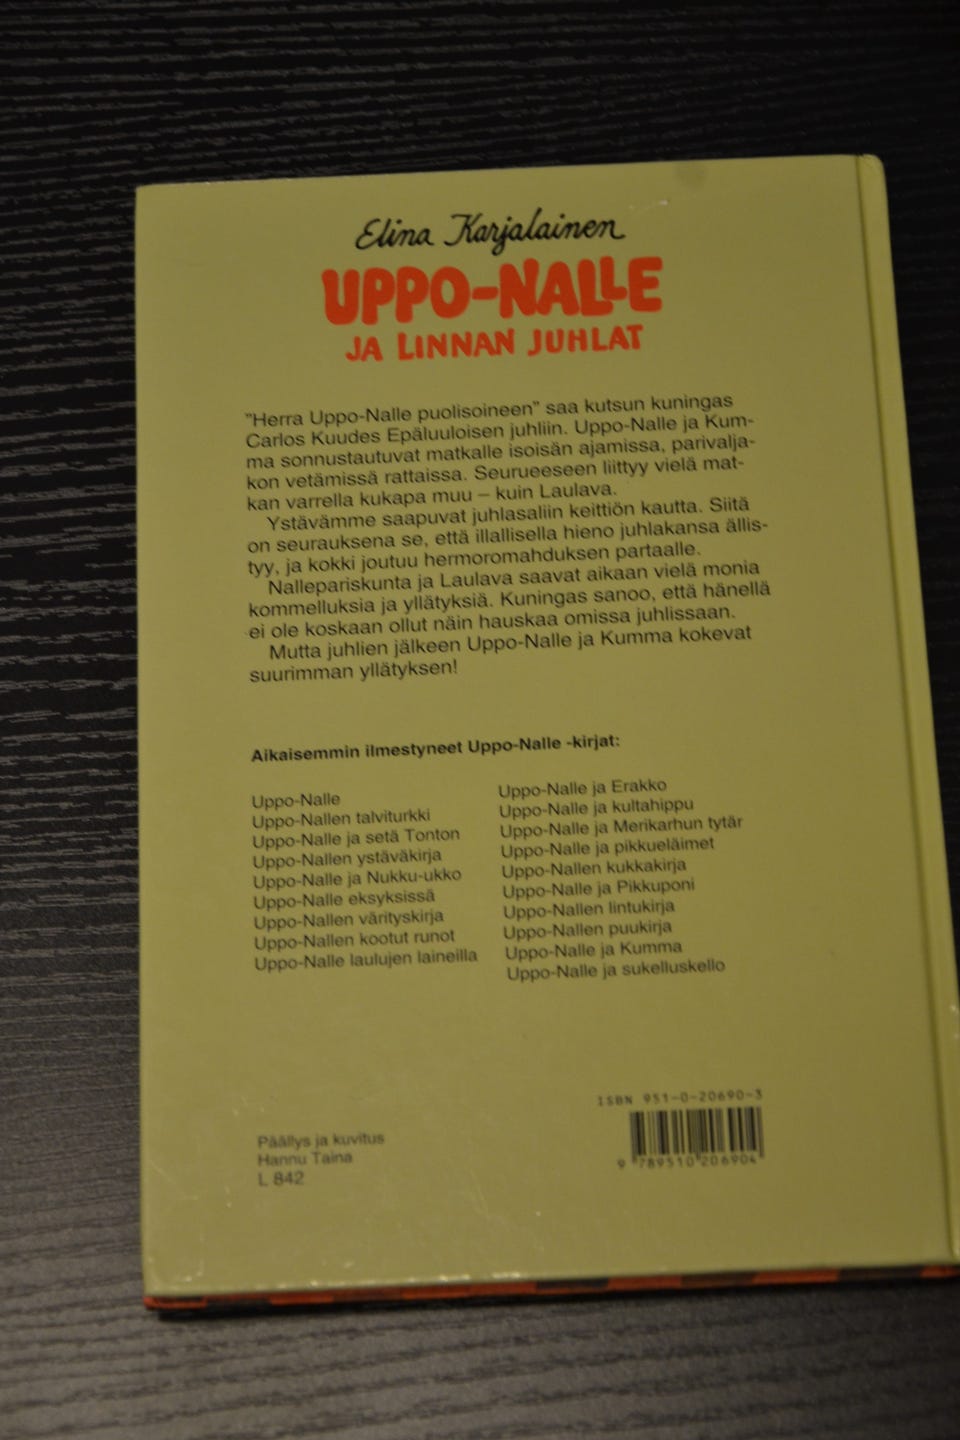 Elina Karjalainen
UPPO-NALLE
JA LINNAN JUHLAT
"Herra Uppo-Nalle puolisoineen" saa kutsun kuningas
Carlos Kuudes Epäluuloisen juhliin. Uppo-Nalle ja Kum-
ma sonnustautuvat matkalle isoisän ajamissa, parivalja-
kon vetämissä rattaissa. Seurueeseen liittyy vielä mat-
kan varrella kukapa muu – kuin Laulava.
Ystävämme saapuvat juhlasaliin keittiön kautta. Siitä
on seurauksena se, että illallisella hieno juhlakansa ällis-
tyy, ja kokki joutuu hermoromahduksen partaalle.
Nallepariskunta ja Laulava saavat aikaan vielä monia
kommelluksia ja yllätyksiä. Kuningas sanoo, että hänellä
ei ole koskaan ollut näin hauskaa omissa juhlissaan.
Mutta juhlien jälkeen Uppo-Nalle ja Kumma kokevat
suurimman yllätyksen!
Aikaisemmin ilmestyneet Uppo-Nalle -kirjat:
Uppo-Nalle
Uppo-Nallen talviturkki
Uppo-Nalle ja setä Tonton
Uppo-Nallen ystäväkirja
Uppo-Nalle ja Nukku-ukko
Uppo-Nalle eksyksissä
Uppo-Nallen värityskirja
Uppo-Nallen kootut runot
Uppo-Nalle laulujen laineilla
Uppo-Nalle ja Erakko
Uppo-Nalle ja kultahippu
Uppo-Nalle ja Merikarhun tytär
Uppo-Nalle ja pikkueläimet
Uppo-Nallen kukkakirja
Uppo-Nalle ja Pikkuponi
Uppo-Nallen lintukirja
Uppo-Nallen puukirja
Uppo-Nalle ja Kumma
Uppo-Nalle ja sukelluskello
Päällys ja kuvitus
Hannu Taina
L 842
ISBN 951-0-20690-3
9 789510 206904